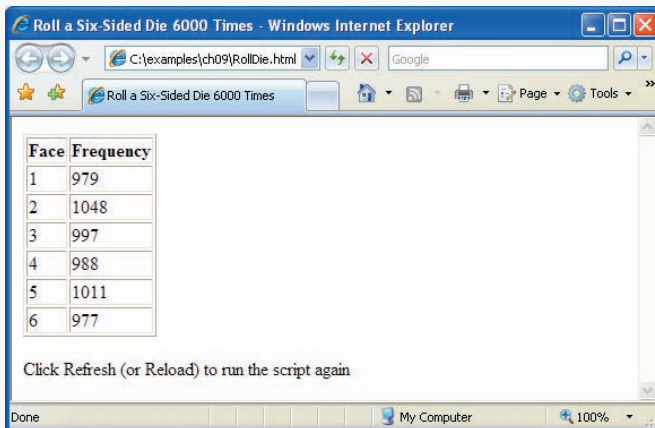 Roll a Six-Sided Die 6000 Times - Windows Internet Explorer
C:\examples\ch09\RollDie.html
Google
Roll a Six-Sided Die 6000 Times
Page
Tools
»
Face Frequency
1 979
2 1048
3 997
4 988
5 1011
6 977
Click Refresh (or Reload) to run the script again
Done
My Computer
100%